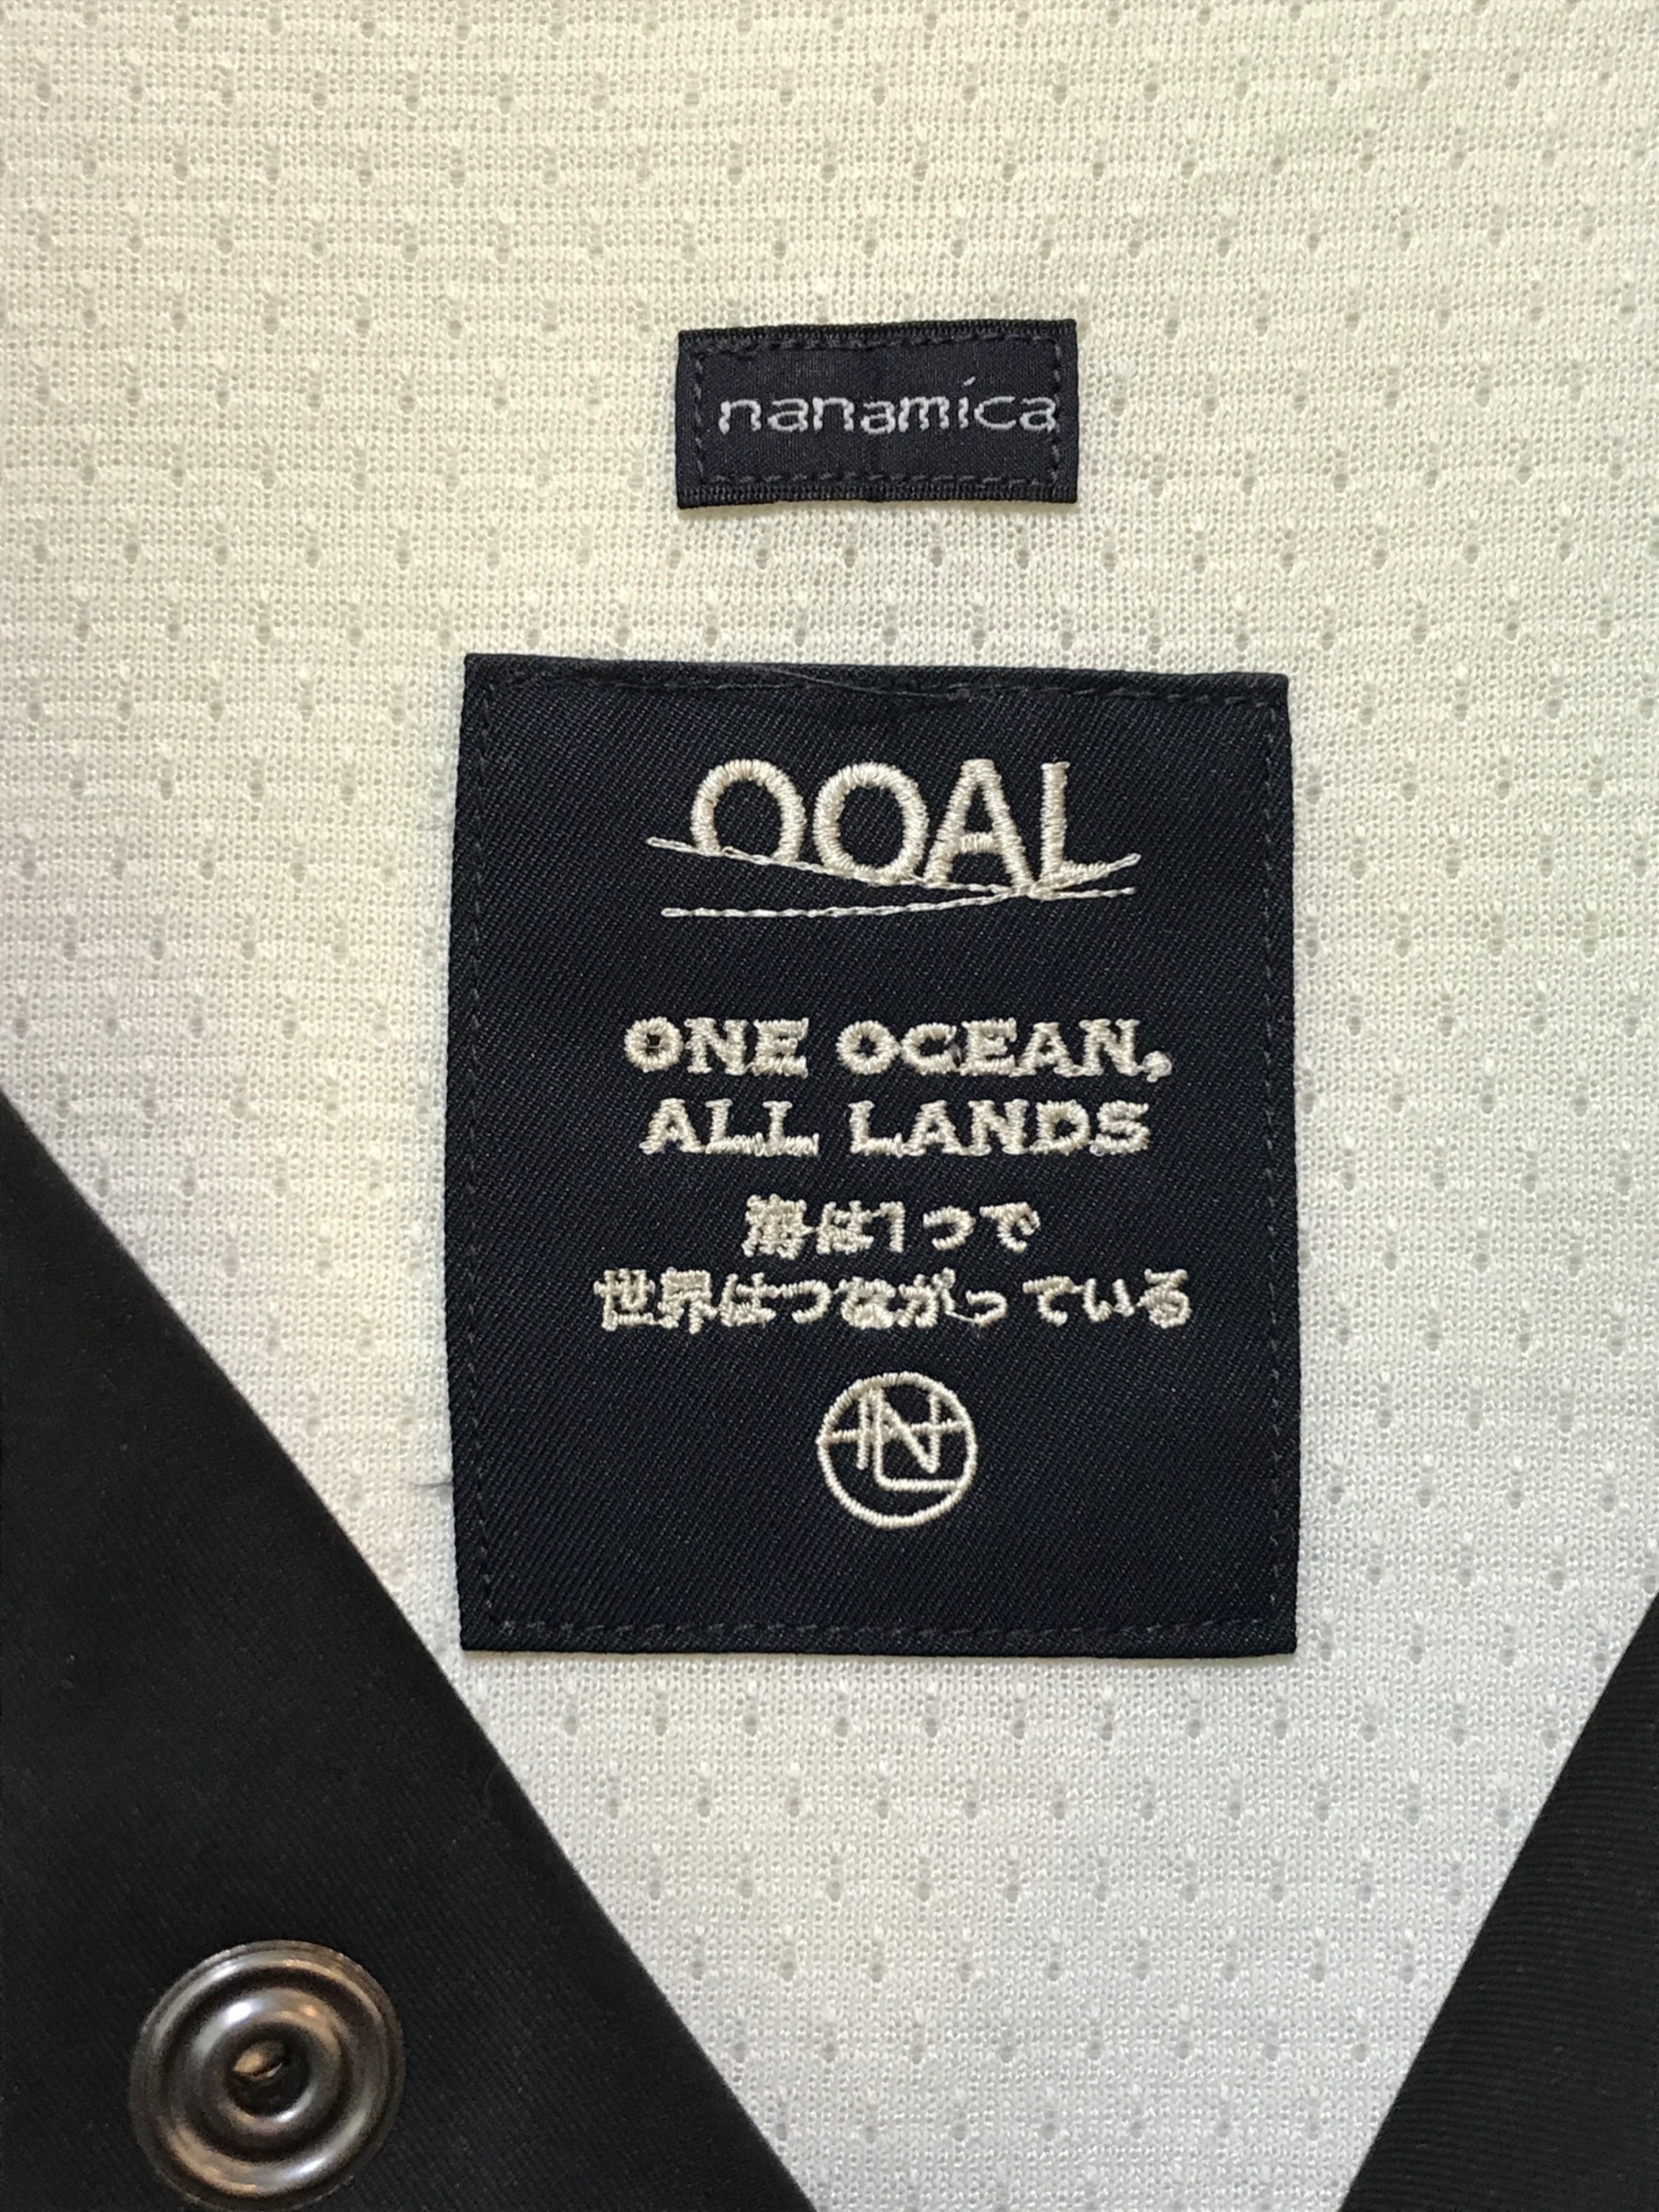 nanamica
OOAL
ONE OCEAN,
ALL LANDS
海は1つで
世界はつながっている
N